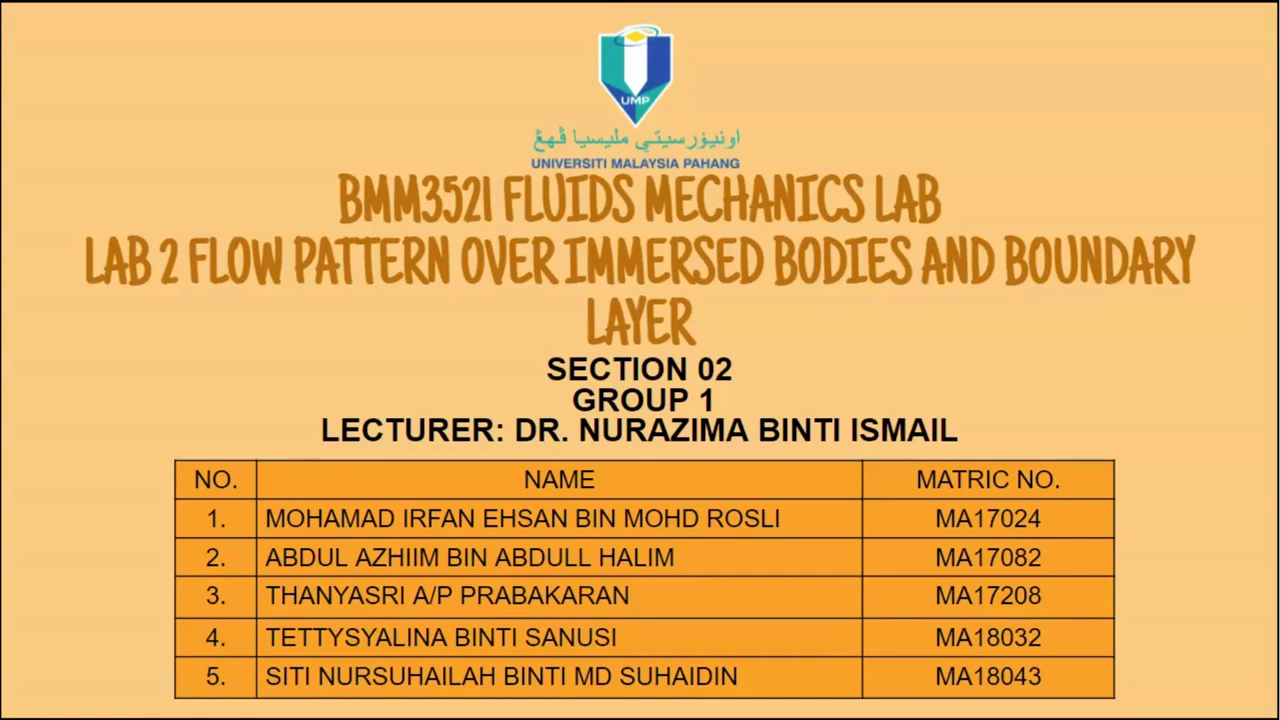 UMP
اونيۏرسيتي مليسيا ڤهڠ
UNIVERSITI MALAYSIA PAHANG
BMM3521 FLUIDS MECHANICS LAB
LAB 2 FLOW PATTERN OVER IMMERSED BODIES AND BOUNDARY
LAYER
SECTION 02
GROUP 1
LECTURER: DR. NURAZIMA BINTI ISMAIL
NO. NAME MATRIC NO.
1. MOHAMAD IRFAN EHSAN BIN MOHD ROSLI MA17024
2. ABDUL AZHIIM BIN ABDULL HALIM MA17082
3. THANYASRI A/P PRABAKARAN MA17208
4. TETTYSYALINA BINTI SANUSI MA18032
5. SITI NURSUHAILAH BINTI MD SUHAIDIN MA18043